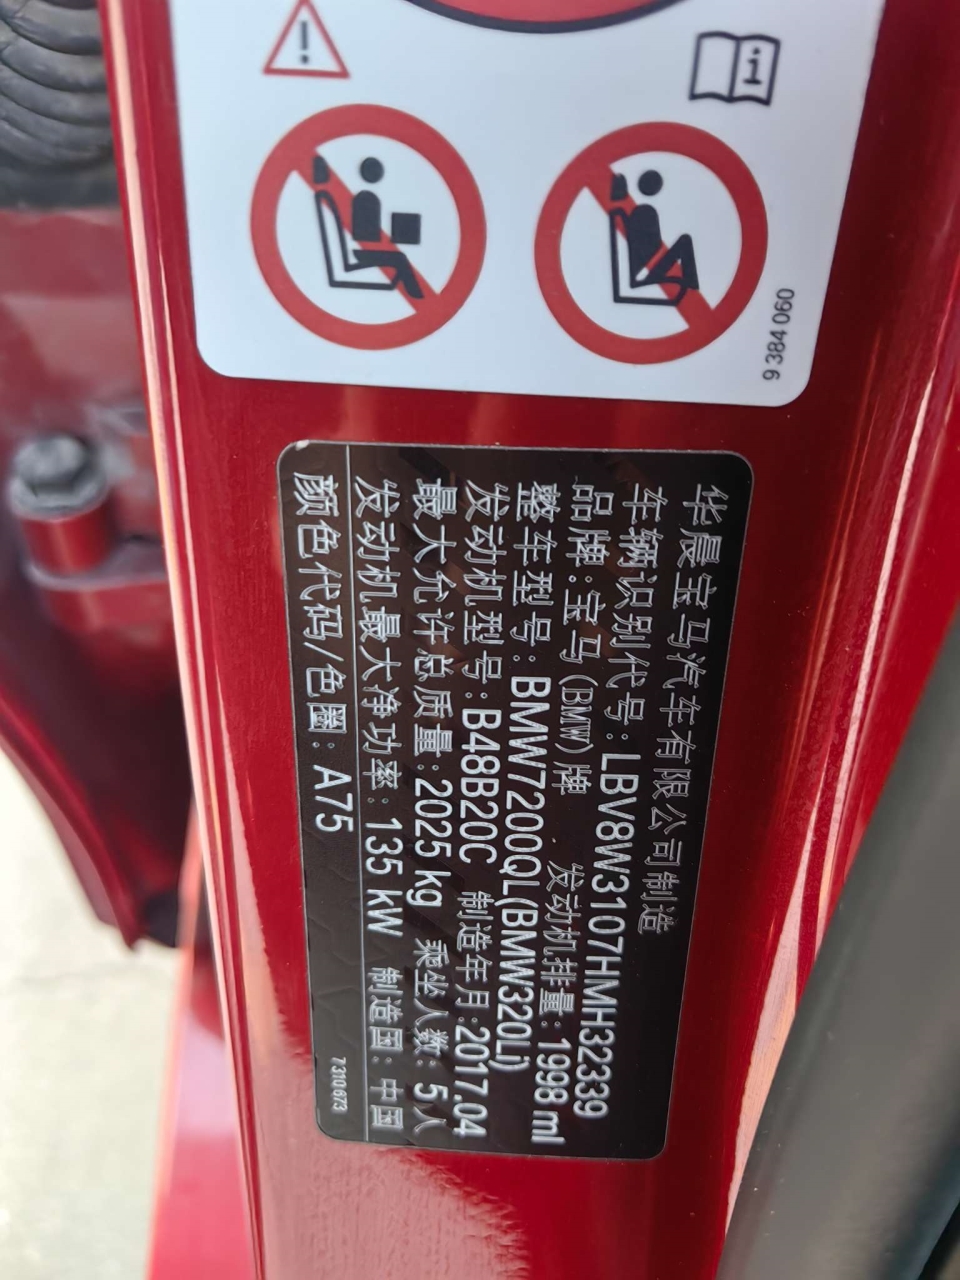 9 384 060
华晨宝马汽车有限公司制造
车辆识别代号: LBV8W3107HMH32339
品牌:宝马(BMW)牌 发动机排量: 1998 ml
整车型号: BMW7200QL(BMW320Li)
发动机型号: B48B20C 制造年月:2017.04
最大允许总质量: 2025 kg 乘坐人数: 5人
发动机最大净功率: 135 kW 制造国: 中国
颜色代码/色圈: A75
7310673